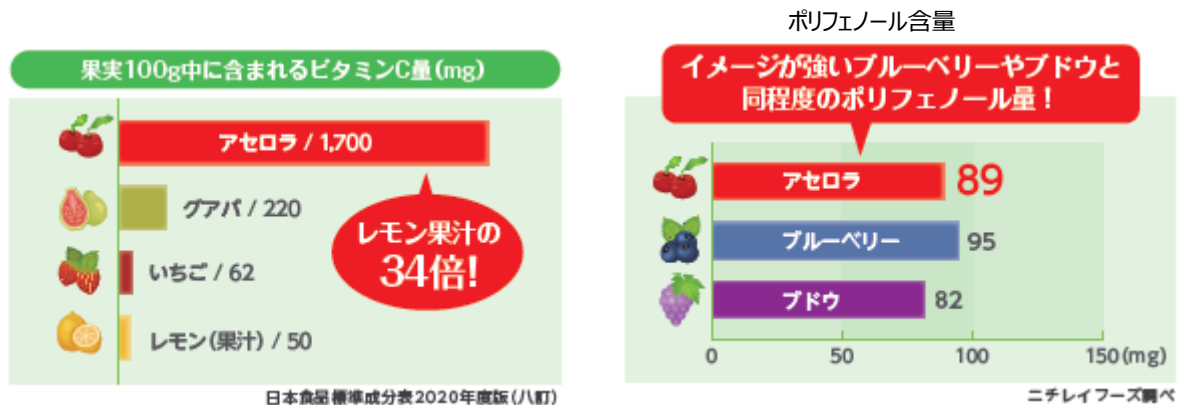 果実100g中に含まれるビタミンC量(mg)
アセロラ / 1,700
グアバ / 220
いちご / 62
レモン(果汁) / 50
レモン果汁の
34倍!
日本食品標準成分表2020年度版(八訂)
ポリフェノール含量
イメージが強いブルーベリーやブドウと
同程度のポリフェノール量!
アセロラ 89
ブルーベリー 95
ブドウ 82
0 50 100 150(mg)
ニチレイフーズ調べ